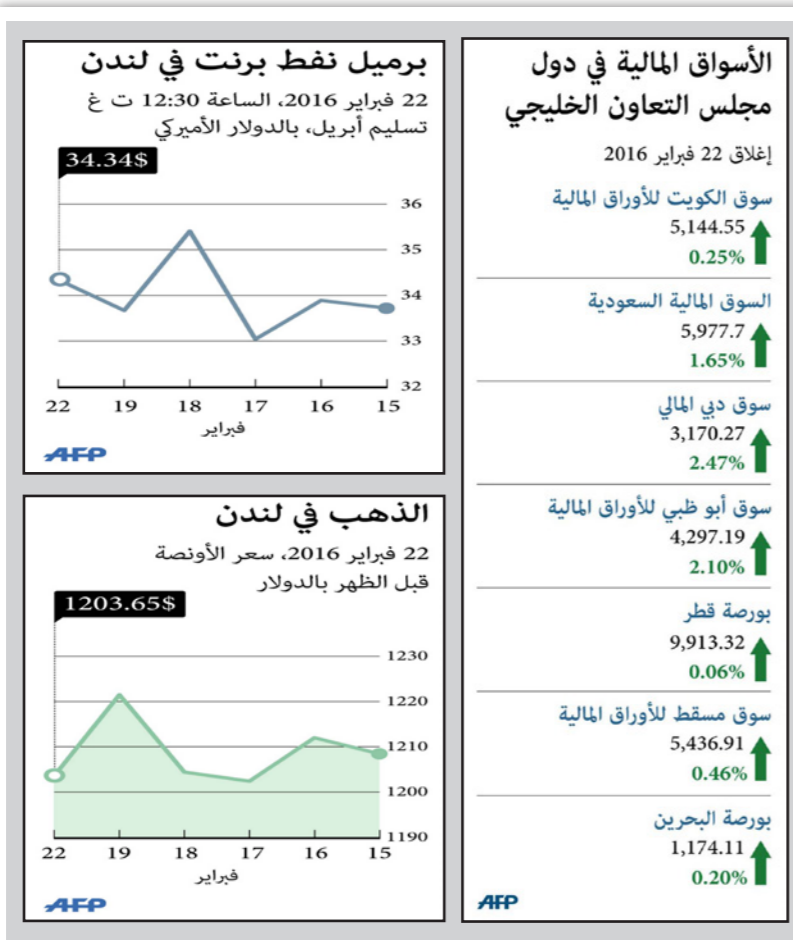 الأسواق المالية في دول
مجلس التعاون الخليجي
إغلاق 22 فبراير 2016
سوق الكويت للأوراق المالية
5,144.55
0.25%
السوق المالية السعودية
5,977.7
1.65%
سوق دبي المالي
3,170.27
2.47%
سوق أبو ظبي للأوراق المالية
4,297.19
2.10%
بورصة قطر
9,913.32
0.06%
سوق مسقط للأوراق المالية
5,436.91
0.46%
بورصة البحرين
1,174.11
0.20%
AFP
برميل نفط برنت في لندن
22 فبراير 2016، الساعة 12:30 ت غ
تسليم أبريل، بالدولار الأميركي
34.34$
36
35
34
33
32
22 19 18 17 16 15
فبراير
AFP
الذهب في لندن
22 فبراير 2016، سعر الأونصة
قبل الظهر بالدولار
1203.65$
1230
1220
1210
1200
1190
22 19 18 17 16 15
فبراير
AFP